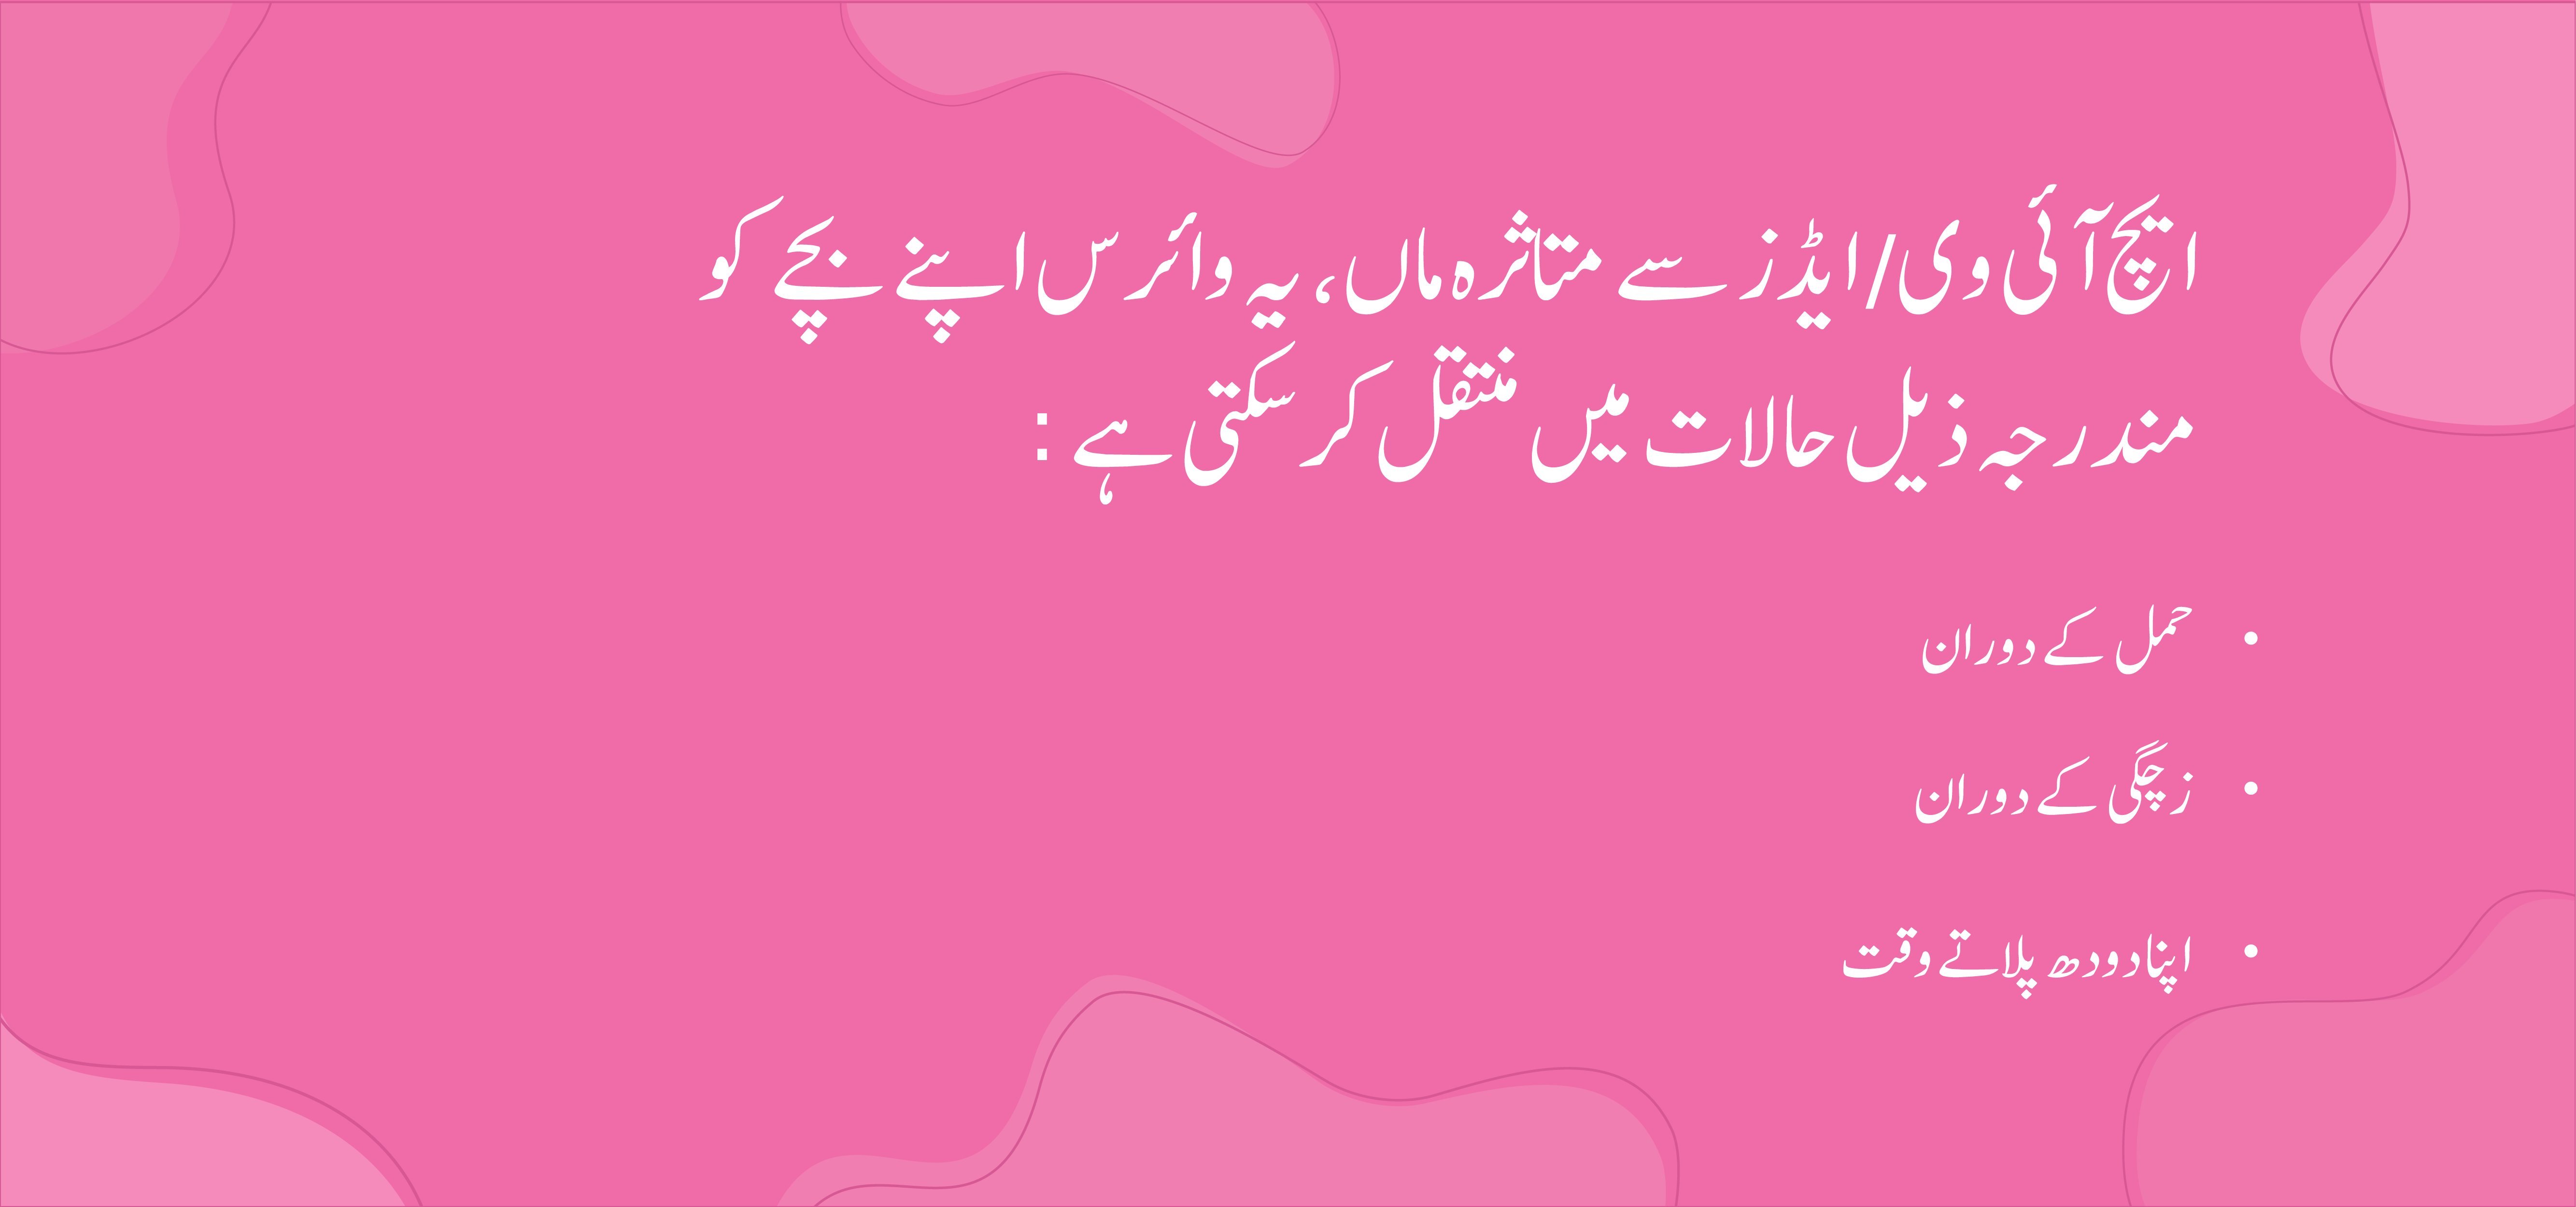 ایچ آئی وی/ایڈز سے متاثرہ ماں، یہ وائرس اپنے بچے کو
مندرجہ ذیل حالات میں منتقل کر سکتی ہے :
• حمل کے دوران
• زچگی کے دوران
• اپنا دودھ پلاتے وقت